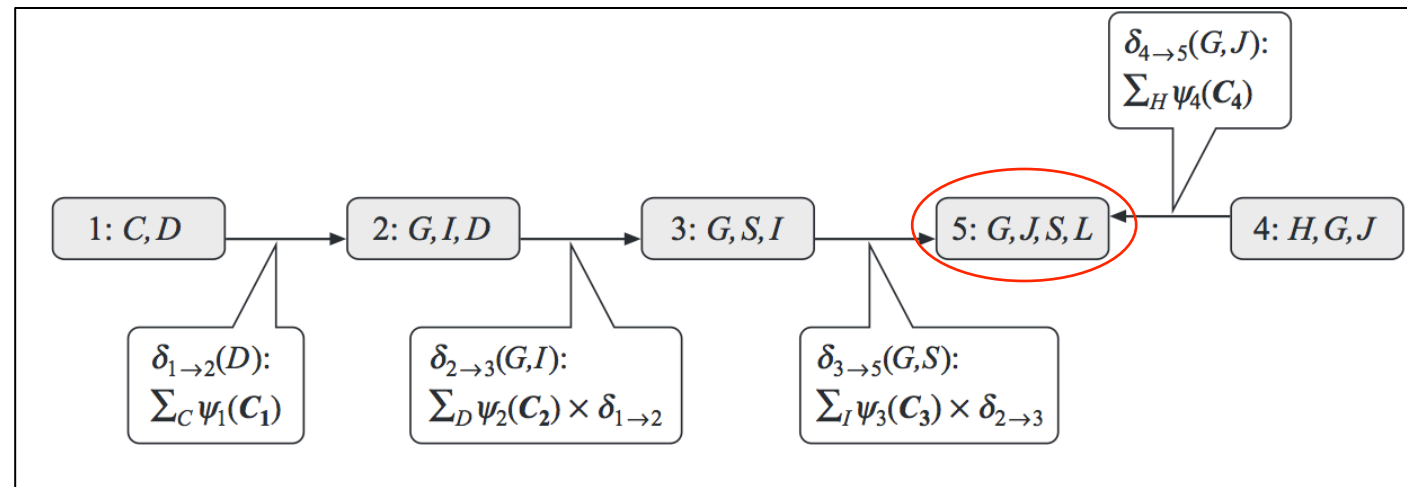 δ4→5(G,J):
∑H ψ4(C4)
1: C,D
2: G,I,D
3: G,S,I
5: G,J,S,L
4: H,G,J
δ1→2(D):
∑C ψ1(C1)
δ2→3(G,I):
∑D ψ2(C2) × δ1→2
δ3→5(G,S):
∑I ψ3(C3) × δ2→3